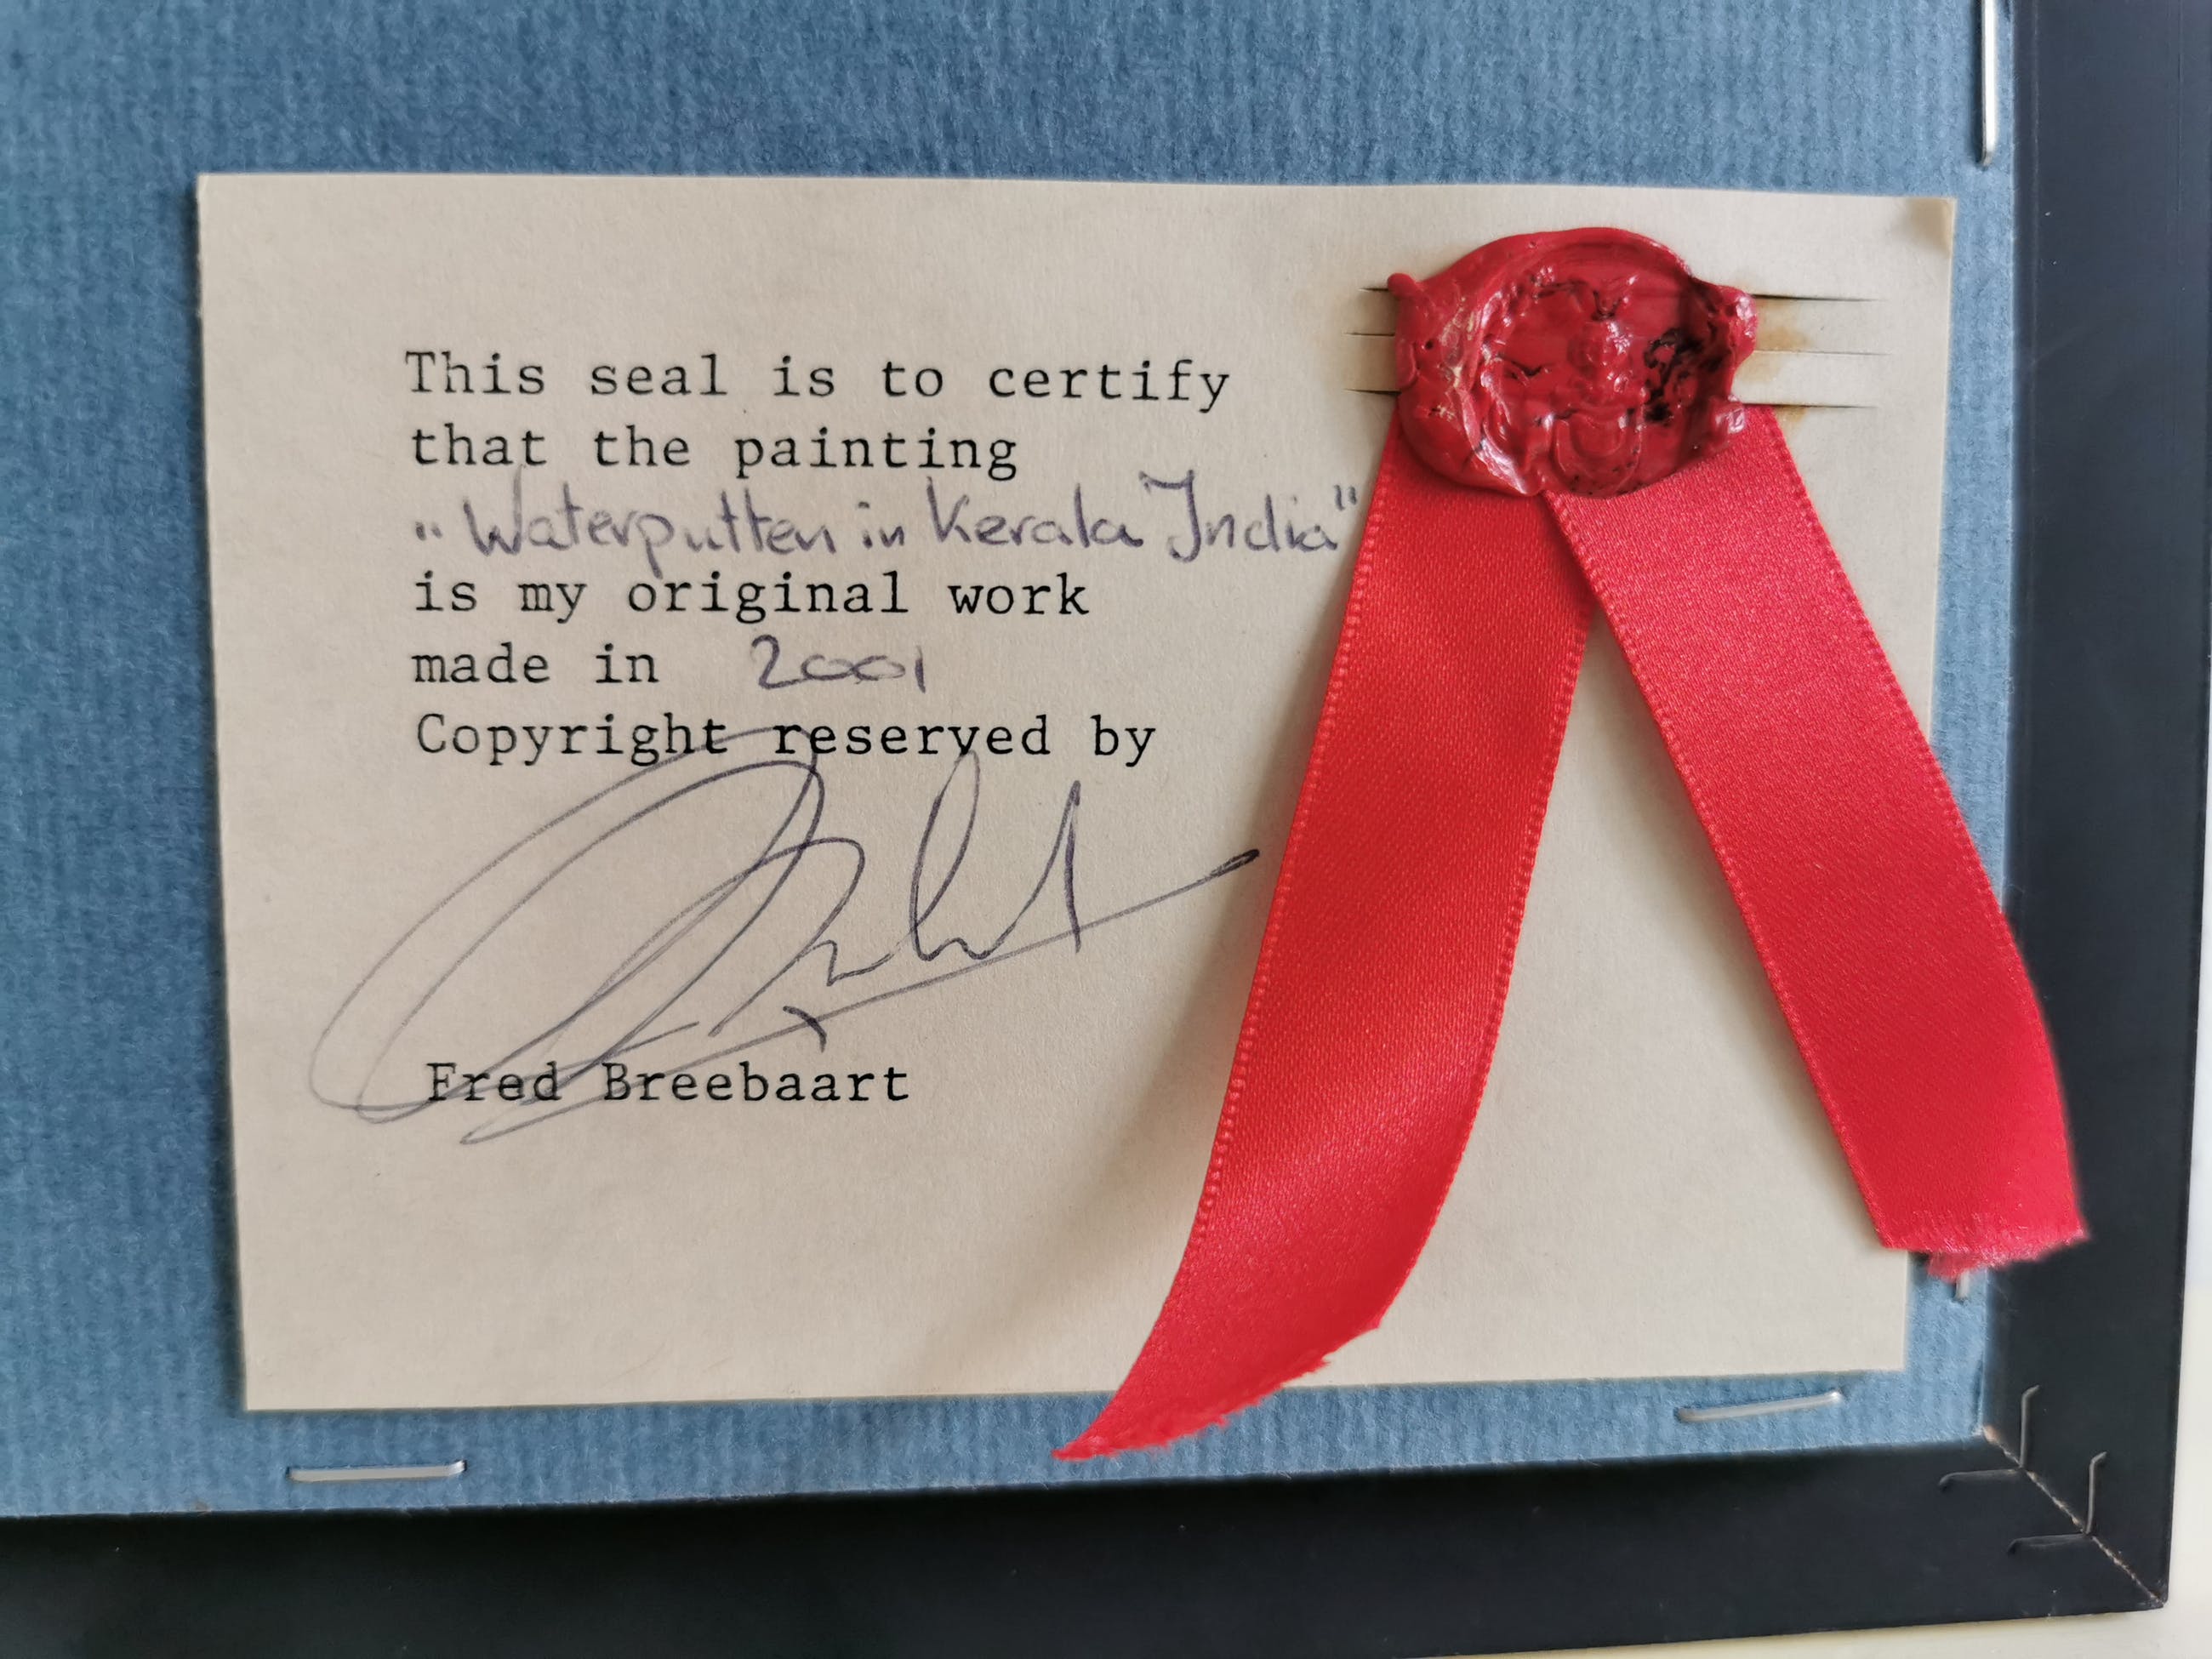 This seal is to certify
that the painting
"Waterputten in Kerala India"
is my original work
made in 2001
Copyright reserved by
Fred Breebaart